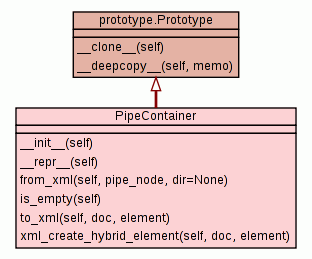 prototype.Prototype
__clone__(self)
__deepcopy__(self, memo)
PipeContainer
__init__(self)
__repr__(self)
from_xml(self, pipe_node, dir=None)
is_empty(self)
to_xml(self, doc, element)
xml_create_hybrid_element(self, doc, element)